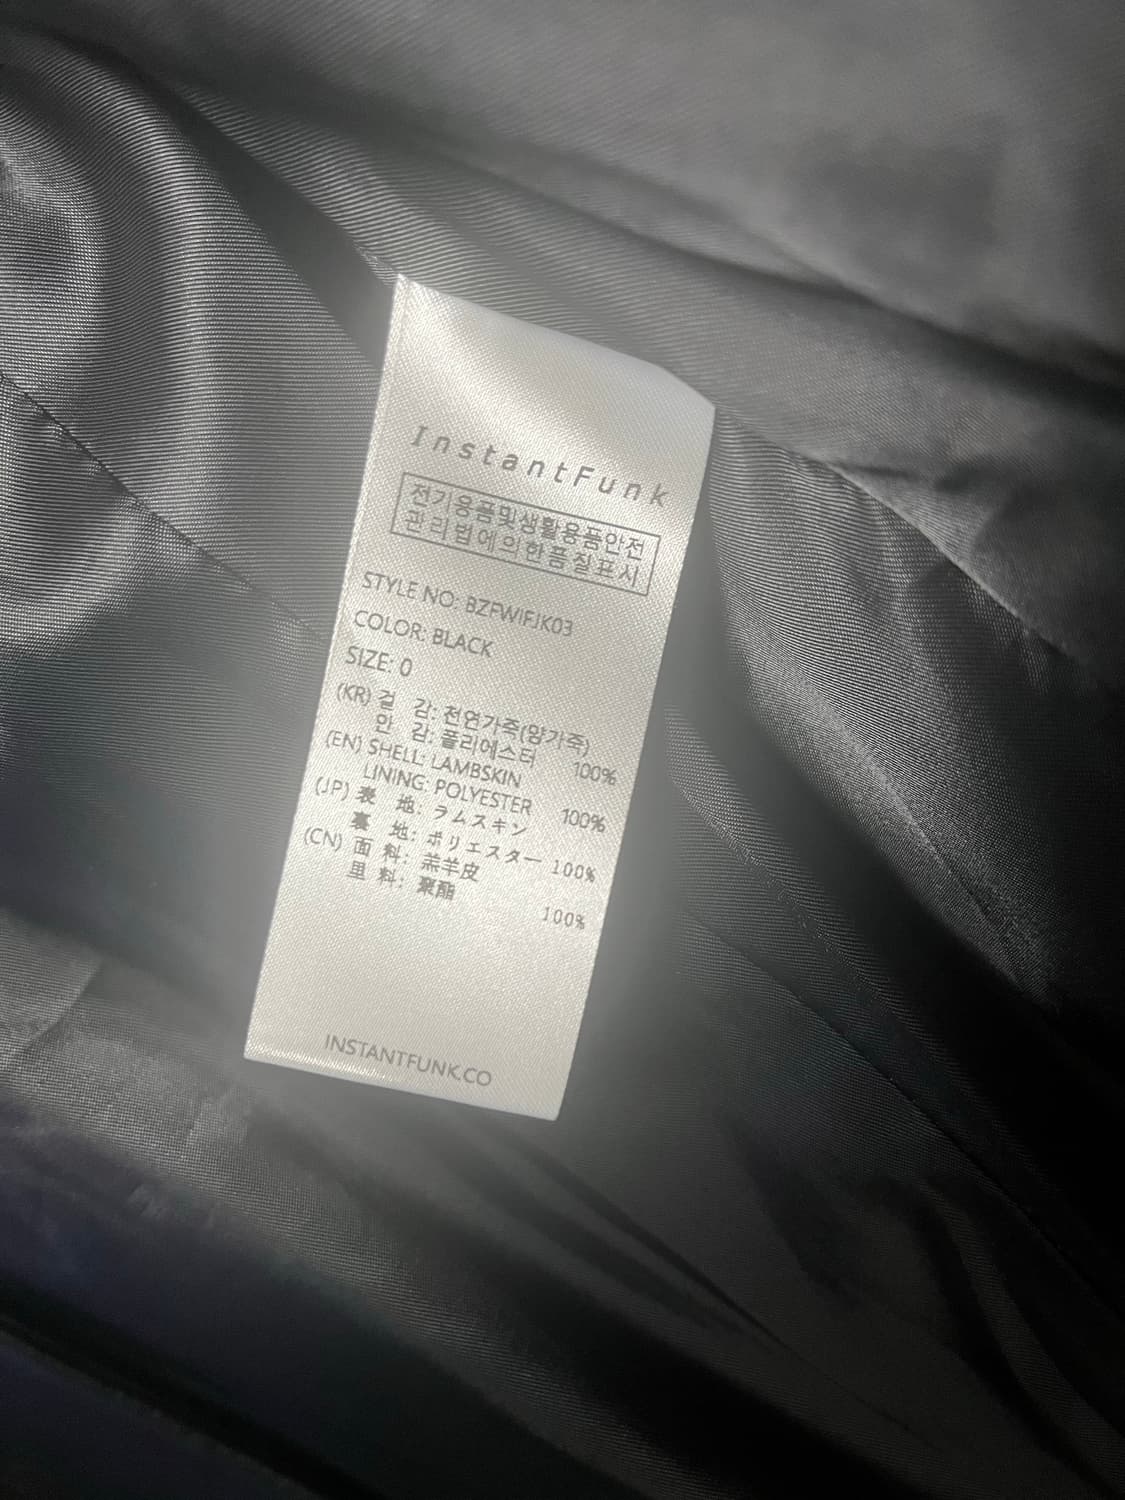 InstantFunk
전기용품및생활용품안전
관리법에의한품질표시
STYLE NO: BZFWIFJK03
COLOR: BLACK
SIZE: 0
(KR) 겉 감: 천연가죽(양가죽)
안 감: 폴리에스터 100%
(EN) SHELL: LAMBSKIN
LINING: POLYESTER 100%
(JP) 表 地: ラムスキン
裏 地: ポリエスター 100%
(CN) 面 料: 羔羊皮
里 料: 聚酯 100%
INSTANTFUNK.CO